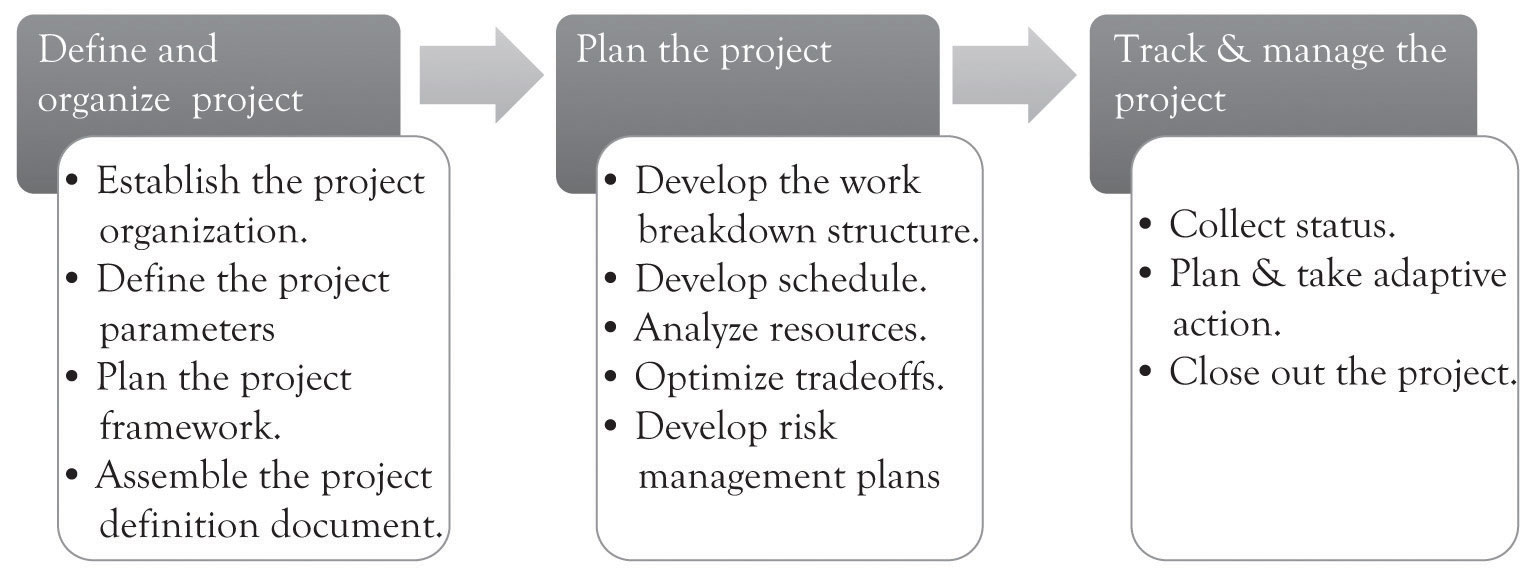 Define and
organize project
• Establish the project
organization.
• Define the project
parameters
• Plan the project
framework.
• Assemble the project
definition document.
Plan the project
• Develop the work
breakdown structure.
• Develop schedule.
• Analyze resources.
• Optimize tradeoffs.
• Develop risk
management plans
Track & manage the
project
• Collect status.
• Plan & take adaptive
action.
• Close out the project.